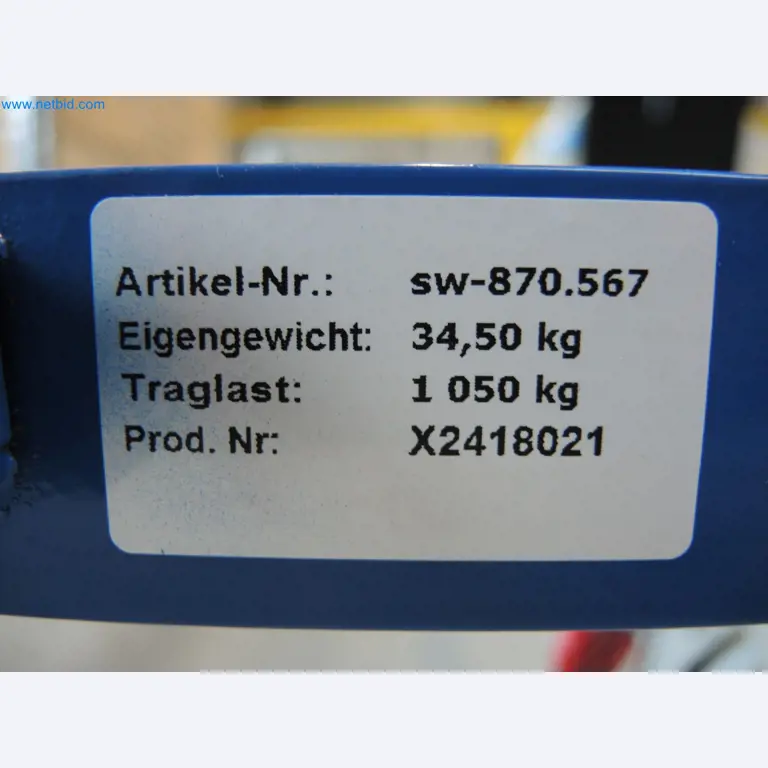 www.netbid.com
Artikel-Nr.: sw-870.567
Eigengewicht: 34,50 kg
Traglast: 1 050 kg
Prod. Nr: X2418021